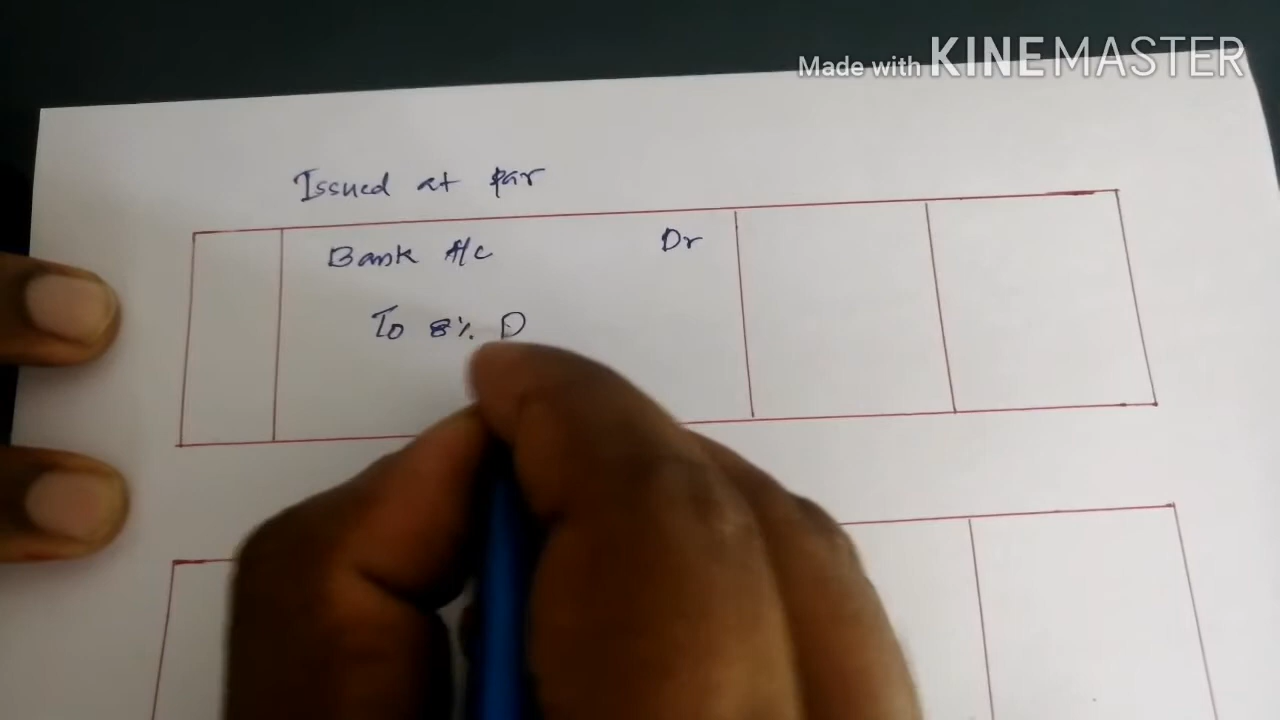 Made with KINEMASTER
Issued at par
Bank A/c Dr
To 8% D